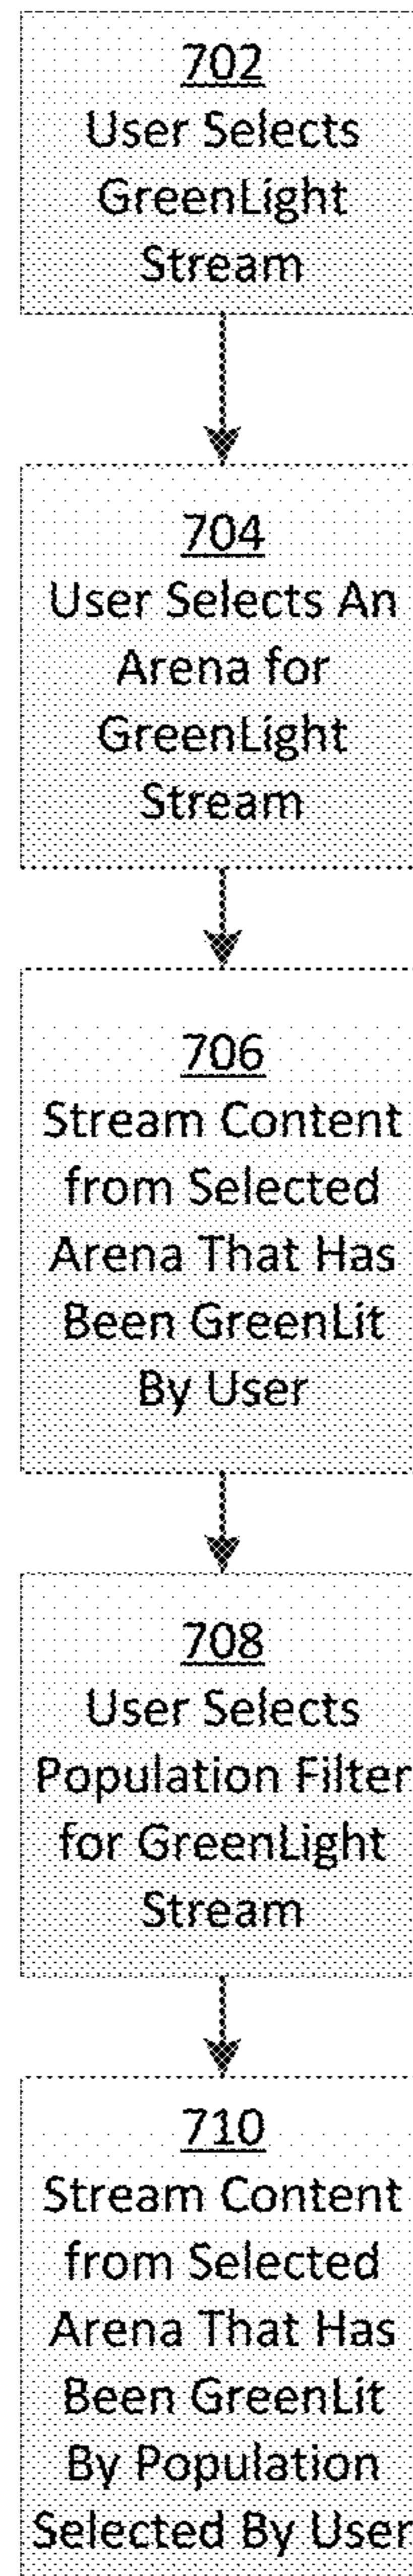 702
User Selects
GreenLight
Stream
704
User Selects An
Arena for
GreenLight
Stream
706
Stream Content
from Selected
Arena That Has
Been GreenLit
By User
708
User Selects
Population Filter
for GreenLight
Stream
710
Stream Content
from Selected
Arena That Has
Been GreenLit
By Population
Selected By User